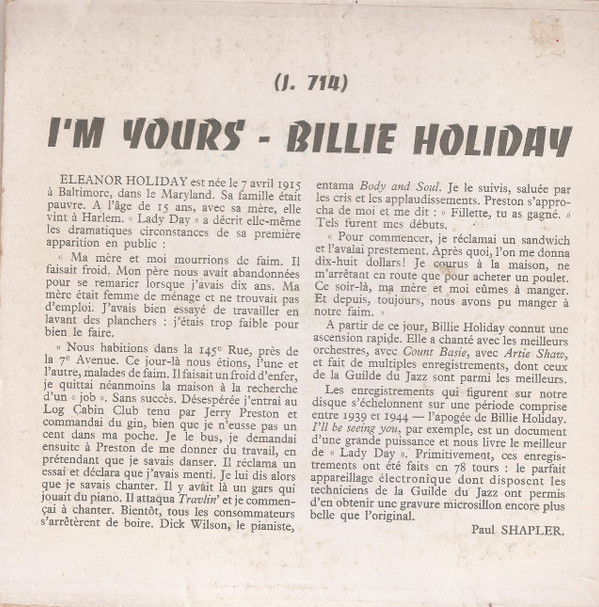 (J. 714)
I'M YOURS - BILLIE HOLIDAY
ELEANOR HOLIDAY est née le 7 avril 1915
à Baltimore, dans le Maryland. Sa famille était
pauvre. A l'âge de 15 ans, avec sa mère, elle
vint à Harlem. « Lady Day » a décrit elle-même
les dramatiques circonstances de sa première
apparition en public :
« Ma mère et moi mourrions de faim. Il
faisait froid. Mon père nous avait abandonnées
pour se remarier lorsque j'avais dix ans. Ma
mère était femme de ménage et ne trouvait pas
d'emploi. J'avais bien essayé de travailler en
lavant des planchers : j'étais trop faible pour
bien le faire.
« Nous habitions dans la 145e Rue, près de
la 7e Avenue. Ce jour-là nous étions, l'une et
l'autre, malades de faim. Il faisait un froid d'enfer,
je quittai néanmoins la maison à la recherche
d'un « job ». Sans succès. Désespérée j'entrai au
Log Cabin Club tenu par Jerry Preston et
commandai du gin, bien que je n'eusse pas un
cent dans ma poche. Je le bus, je demandai
ensuite à Preston de me donner du travail, en
prétendant que je savais danser. Il réclama un
essai et déclara que j'avais menti. Je lui dis alors
que je savais chanter. Il y avait là un gars qui
jouait du piano. Il attaqua Travlin' et je commen-
çai à chanter. Bientôt, tous les consommateurs
s'arrêtèrent de boire. Dick Wilson, le pianiste,
entama Body and Soul. Je le suivis, saluée par
les cris et les applaudissements. Preston s'appro-
cha de moi et me dit : « Fillette, tu as gagné. »
Tels furent mes débuts.
« Pour commencer, je réclamai un sandwich
et l'avalai prestement. Après quoi, l'on me donna
dix-huit dollars! Je courus à la maison, ne
m'arrêtant en route que pour acheter un poulet.
Ce soir-là, ma mère et moi eûmes à manger.
Et depuis, toujours, nous avons pu manger à
notre faim. »
A partir de ce jour, Billie Holiday connut une
ascension rapide. Elle a chanté avec les meilleurs
orchestres, avec Count Basie, avec Artie Shaw,
et fait de multiples enregistrements, dont ceux
de la Guilde du Jazz sont parmi les meilleurs.
Les enregistrements qui figurent sur notre
disque s'échelonnent sur une période comprise
entre 1939 et 1944 — l'apogée de Billie Holiday.
I'll be seeing you, par exemple, est un document
d'une grande puissance et nous livre le meilleur
de « Lady Day ». Primitivement, ces enregis-
trements ont été faits en 78 tours : le parfait
appareillage électronique dont disposent les
techniciens de la Guilde du Jazz ont permis
d'en obtenir une gravure microsillon encore plus
belle que l'original.
Paul SHAPLER.